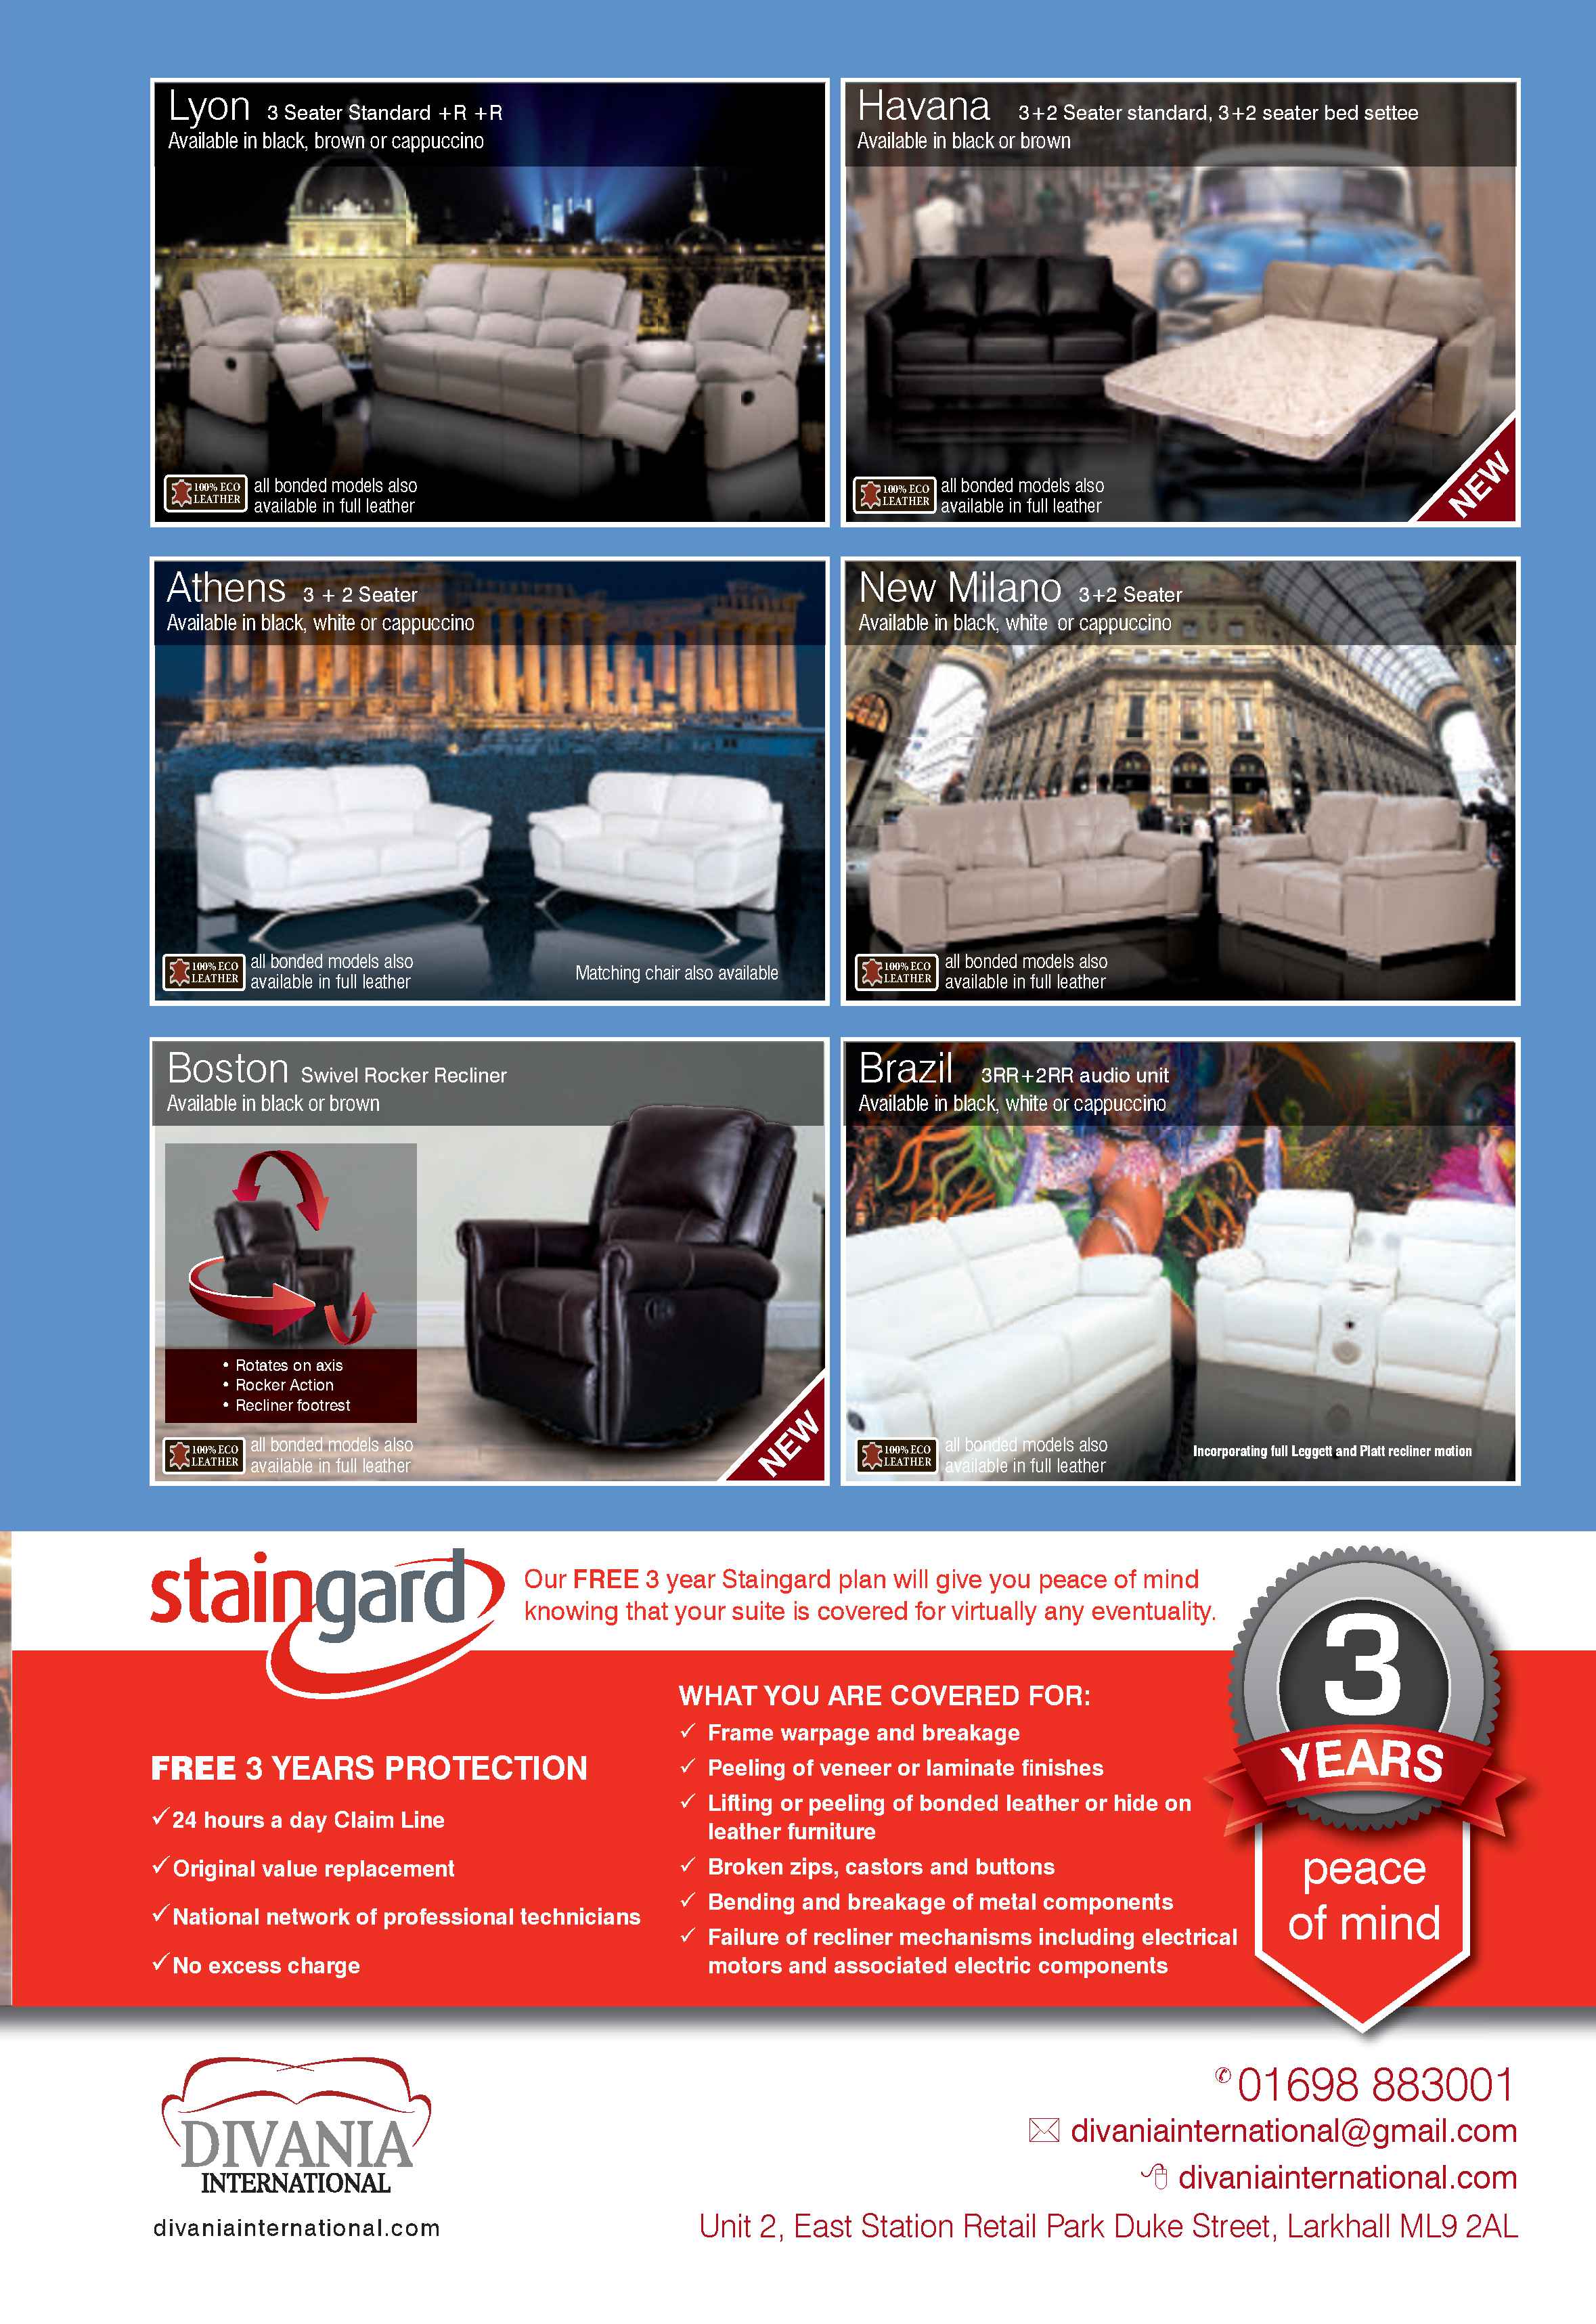 Lyon 3 Seater Standard +R +R
Available in black, brown or cappuccino
100% ECO
LEATHER
all bonded models also
available in full leather
Havana 3+2 Seater standard, 3+2 seater bed settee
Available in black or brown
100% ECO
LEATHER
all bonded models also
available in full leather
NEW
Athens 3 + 2 Seater
Available in black, white or cappuccino
100% ECO
LEATHER
all bonded models also
available in full leather
Matching chair also available
New Milano 3+2 Seater
Available in black, white or cappuccino
100% ECO
LEATHER
all bonded models also
available in full leather
Boston Swivel Rocker Recliner
Available in black or brown
• Rotates on axis
• Rocker Action
• Recliner footrest
100% ECO
LEATHER
all bonded models also
available in full leather
NEW
Brazil 3RR+2RR audio unit
Available in black, white or cappuccino
100% ECO
LEATHER
all bonded models also
available in full leather
Incorporating full Leggett and Platt recliner motion
staingard
Our FREE 3 year Staingard plan will give you peace of mind
knowing that your suite is covered for virtually any eventuality.
FREE 3 YEARS PROTECTION
✓ 24 hours a day Claim Line
✓ Original value replacement
✓ National network of professional technicians
✓ No excess charge
WHAT YOU ARE COVERED FOR:
✓ Frame warpage and breakage
✓ Peeling of veneer or laminate finishes
✓ Lifting or peeling of bonded leather or hide on
leather furniture
✓ Broken zips, castors and buttons
✓ Bending and breakage of metal components
✓ Failure of recliner mechanisms including electrical
motors and associated electric components
3
YEARS
peace
of mind
DIVANIA
INTERNATIONAL
divaniainternational.com
✆ 01698 883001
divaniainternational@gmail.com
divaniainternational.com
Unit 2, East Station Retail Park Duke Street, Larkhall ML9 2AL